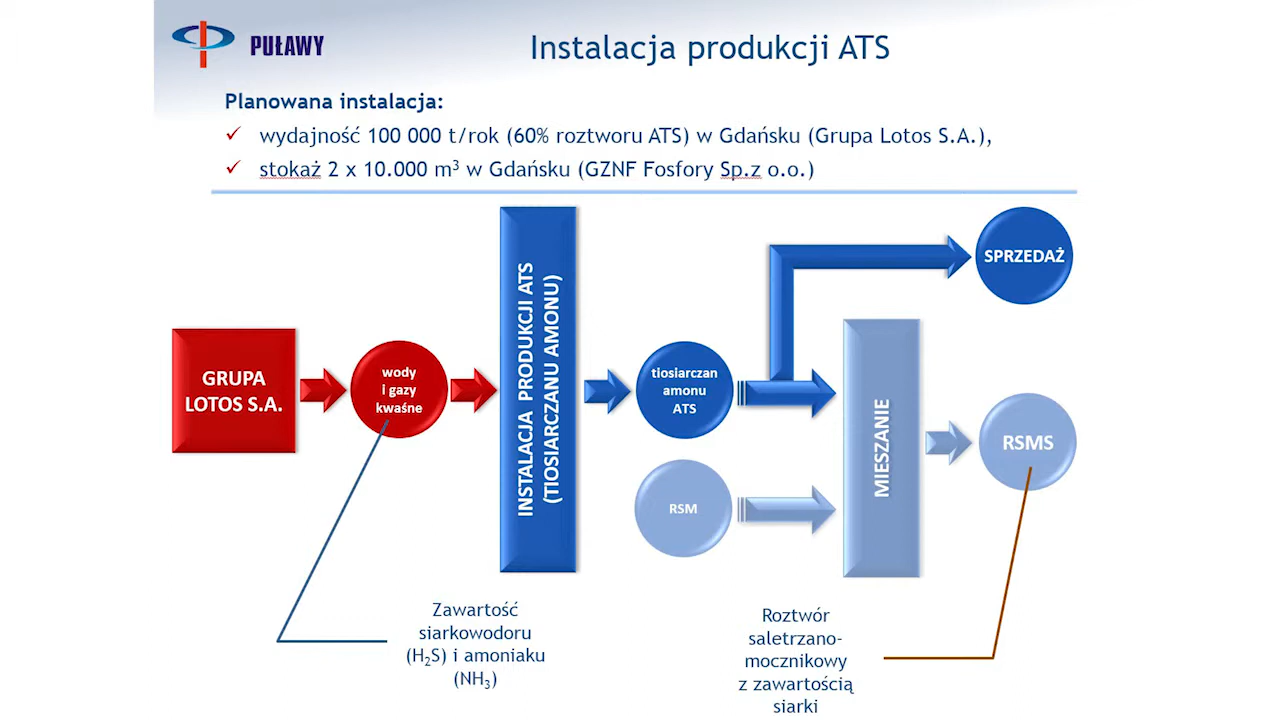 PUŁAWY
Instalacja produkcji ATS
Planowana instalacja:
wydajność 100 000 t/rok (60% roztworu ATS) w Gdańsku (Grupa Lotos S.A.),
stokaż 2 x 10.000 m³ w Gdańsku (GZNF Fosfory Sp.z o.o.)
GRUPA
LOTOS S.A.
wody
i gazy
kwaśne
INSTALACJA PRODUKCJI ATS
(TIOSIARCZANU AMONU)
tiosiarczan
amonu
ATS
RSM
MIESZANIE
SPRZEDAŻ
RSMS
Zawartość
siarkowodoru
(H₂S) i amoniaku
(NH₃)
Roztwór
saletrzano-
mocznikowy
z zawartością
siarki